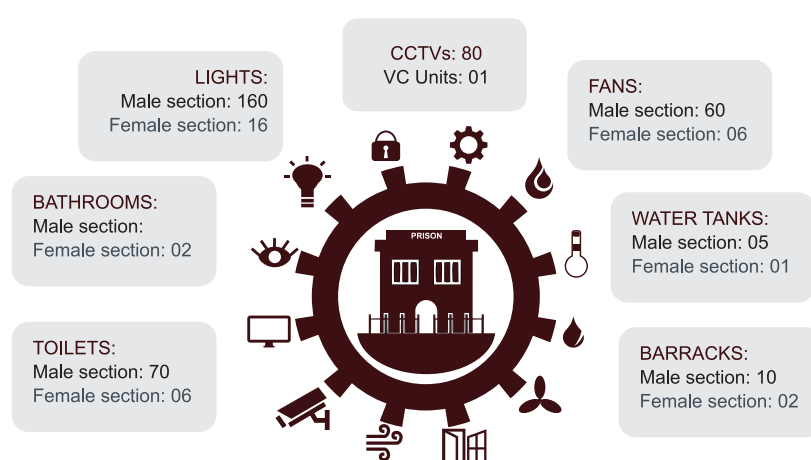 CCTVs: 80
VC Units: 01
LIGHTS:
Male section: 160
Female section: 16
FANS:
Male section: 60
Female section: 06
BATHROOMS:
Male section:
Female section: 02
WATER TANKS:
Male section: 05
Female section: 01
PRISON
TOILETS:
Male section: 70
Female section: 06
BARRACKS:
Male section: 10
Female section: 02